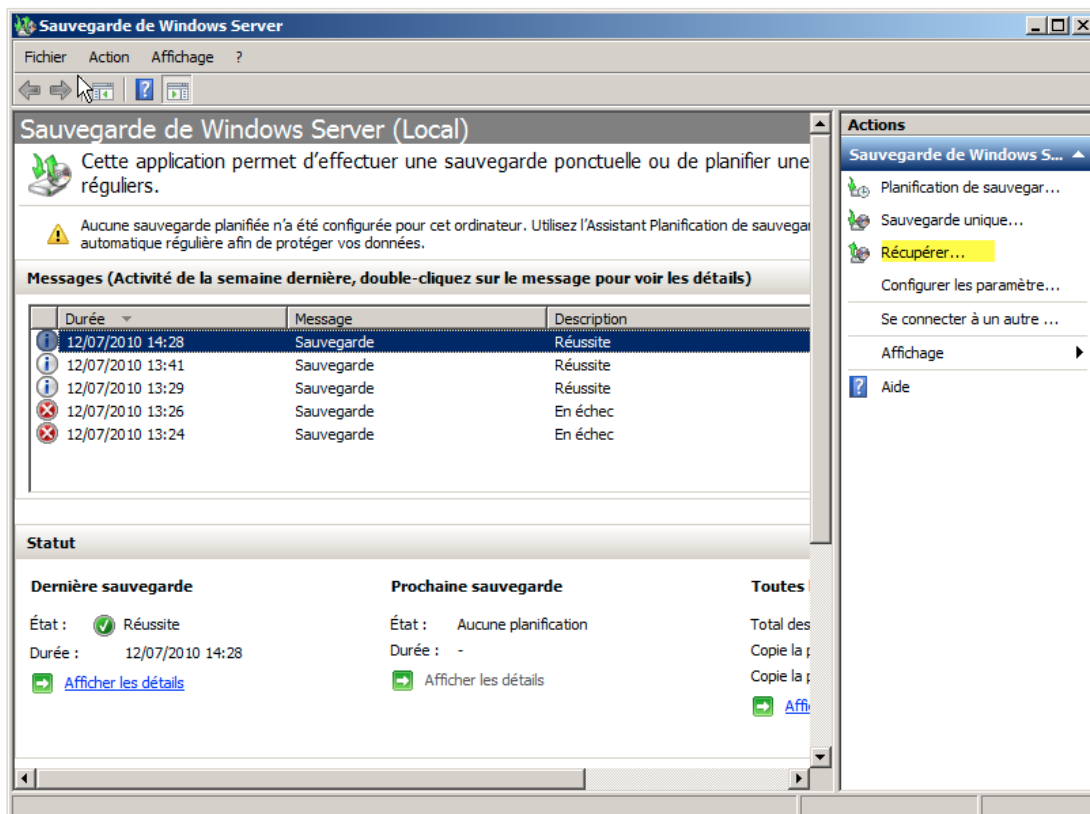 Sauvegarde de Windows Server
Fichier Action Affichage ?
Sauvegarde de Windows Server (Local)
Cette application permet d'effectuer une sauvegarde ponctuelle ou de planifier une
réguliers.
Aucune sauvegarde planifiée n'a été configurée pour cet ordinateur. Utilisez l'Assistant Planification de sauvegar
automatique régulière afin de protéger vos données.
Messages (Activité de la semaine dernière, double-cliquez sur le message pour voir les détails)
Durée Message Description
12/07/2010 14:28 Sauvegarde Réussite
12/07/2010 13:41 Sauvegarde Réussite
12/07/2010 13:29 Sauvegarde Réussite
12/07/2010 13:26 Sauvegarde En échec
12/07/2010 13:24 Sauvegarde En échec
Statut
Dernière sauvegarde Prochaine sauvegarde Toutes
État : Réussite État : Aucune planification Total des
Durée : 12/07/2010 14:28 Durée : - Copie la
Afficher les détails Afficher les détails Copie la
Affi
Actions
Sauvegarde de Windows S...
Planification de sauvegar...
Sauvegarde unique...
Récupérer...
Configurer les paramètre...
Se connecter à un autre ...
Affichage
Aide